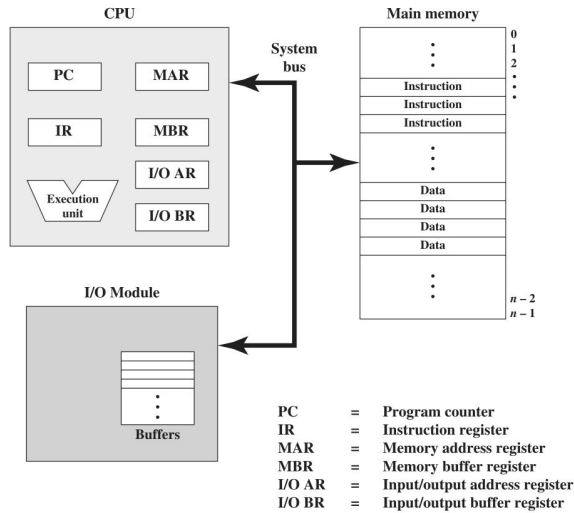 CPU
PC
MAR
IR
MBR
I/O AR
Execution
unit
I/O BR
System
bus
Main memory
0
1
2
Instruction
Instruction
Instruction
Data
Data
Data
Data
n – 2
n – 1
I/O Module
Buffers
PC = Program counter
IR = Instruction register
MAR = Memory address register
MBR = Memory buffer register
I/O AR = Input/output address register
I/O BR = Input/output buffer register